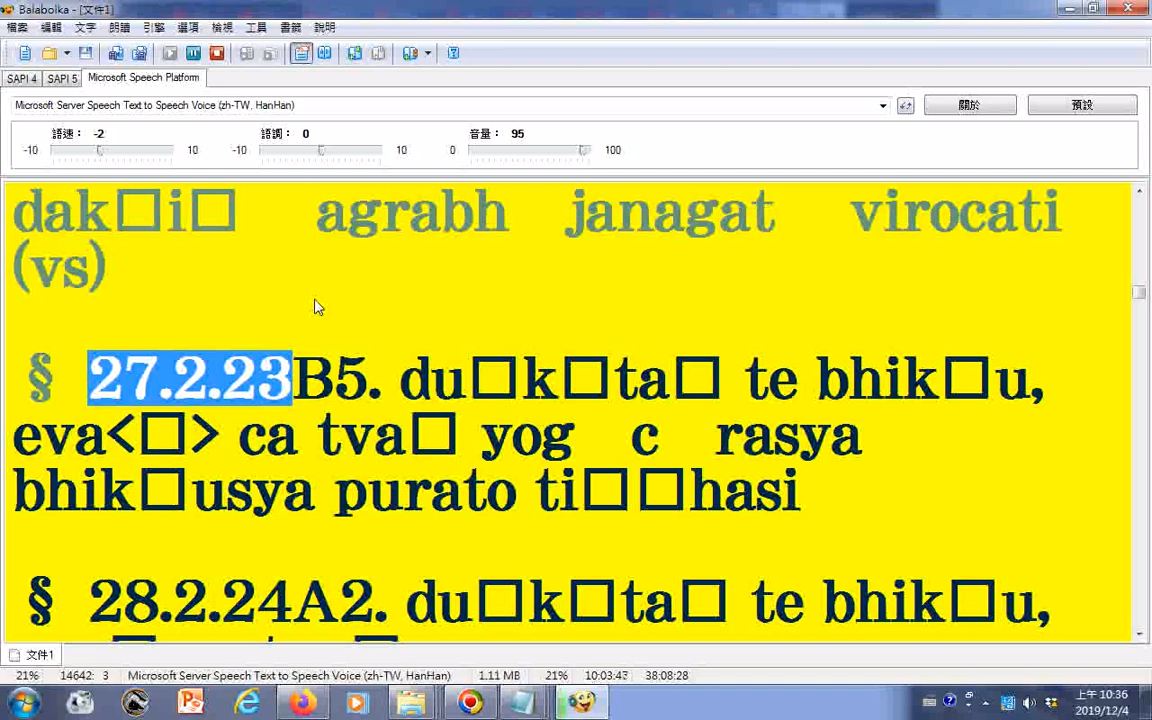 Balabolka - [文件1]
檔案 編輯 文字 朗讀 引擎 選項 檢視 工具 書籤 說明
SAPI 4 SAPI 5 Microsoft Speech Platform
Microsoft Server Speech Text to Speech Voice (zh-TW, HanHan) 關於 預設
語速： -2 語調： 0 音量： 95
-10 10 -10 10 0 100
dak□i□ agrabh janagat virocati
(vs)
§ 27.2.23B5. du□k□ta□ te bhik□u,
eva<□> ca tva□ yog c rasya
bhik□usya purato ti□□hasi
§ 28.2.24A2. du□k□ta□ te bhik□u,
文件1
21% 14642: 3 Microsoft Server Speech Text to Speech Voice (zh-TW, HanHan) 1.11 MB 21% 10:03:43 38:08:28
上午 10:36
2019/12/4